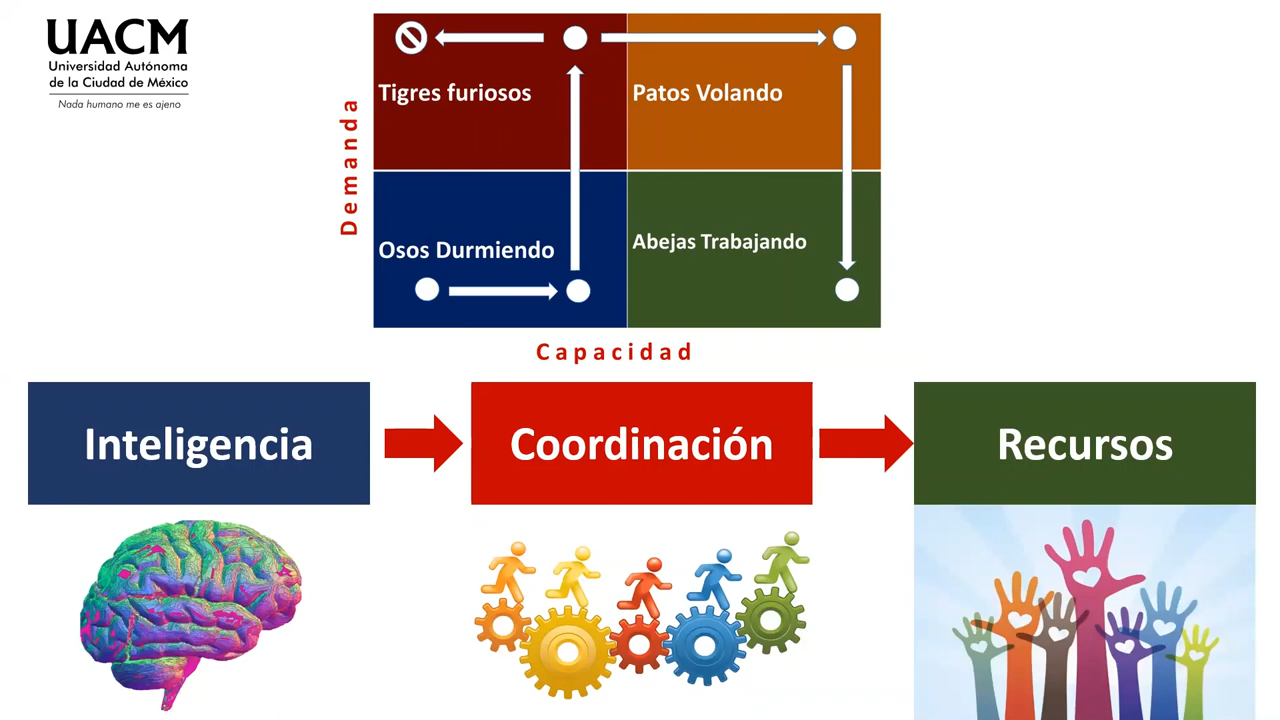 UACM
Universidad Autónoma
de la Ciudad de México
Nada humano me es ajeno
Demanda
Tigres furiosos
Patos Volando
Osos Durmiendo
Abejas Trabajando
Capacidad
Inteligencia
Coordinación
Recursos